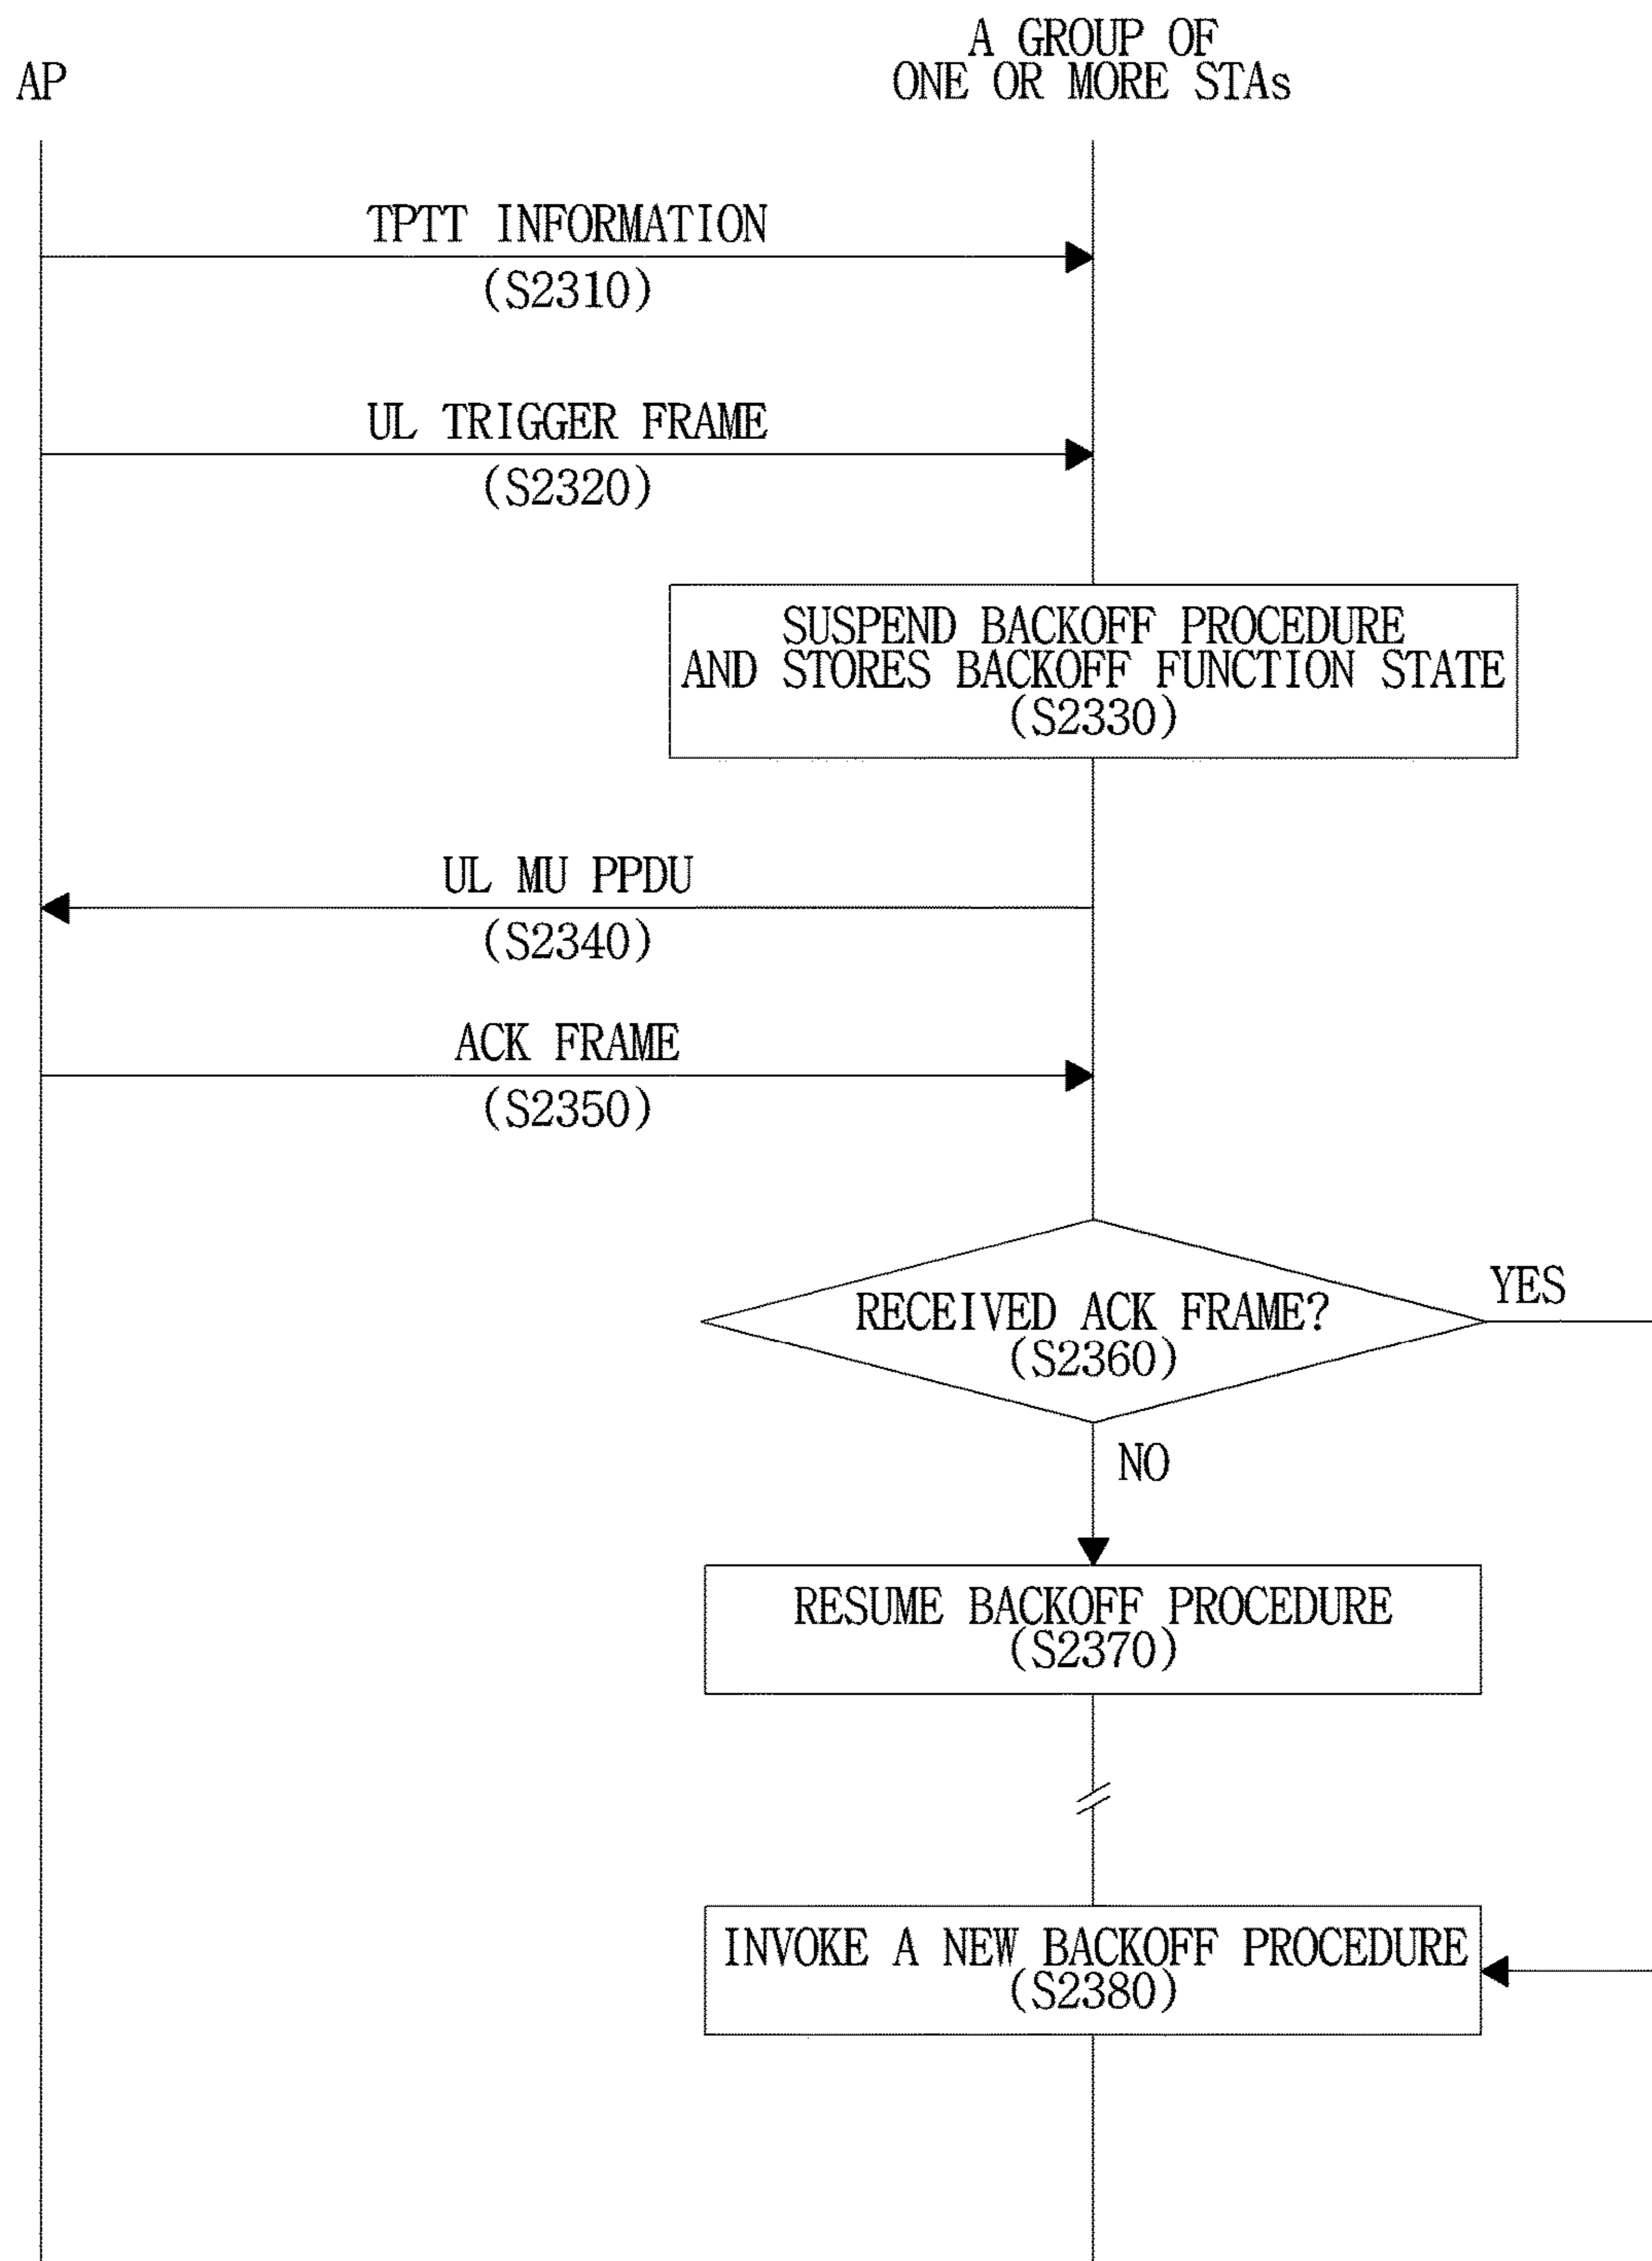 AP
A GROUP OF
ONE OR MORE STAs
TPTT INFORMATION
(S2310)
UL TRIGGER FRAME
(S2320)
SUSPEND BACKOFF PROCEDURE
AND STORES BACKOFF FUNCTION STATE
(S2330)
UL MU PPDU
(S2340)
ACK FRAME
(S2350)
RECEIVED ACK FRAME?
(S2360)
YES
NO
RESUME BACKOFF PROCEDURE
(S2370)
INVOKE A NEW BACKOFF PROCEDURE
(S2380)